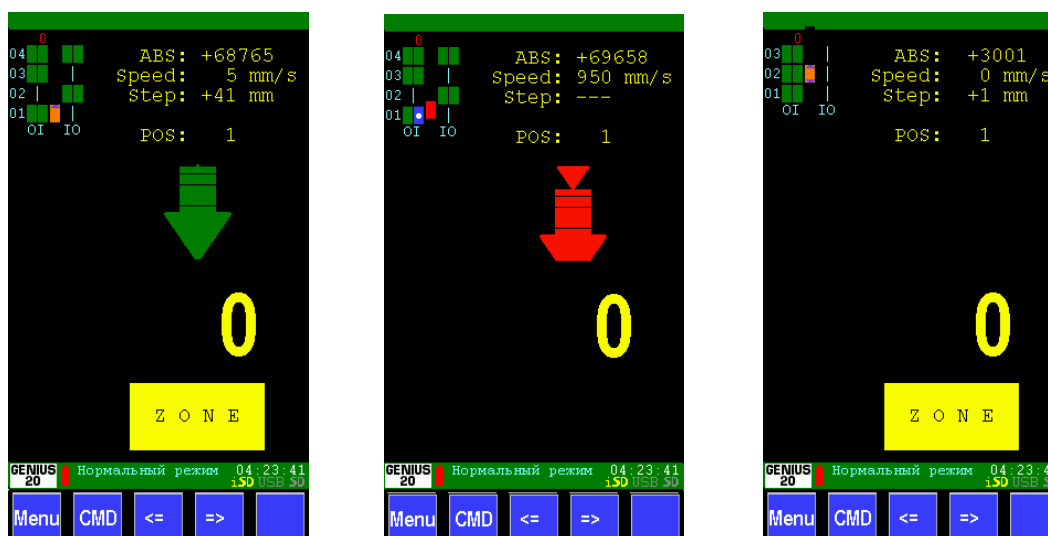 0
04 ABS: +68765
03 Speed: 5 mm/s
02 Step: +41 mm
01
OI IO POS: 1
0
Z O N E
GENIUS 20 Нормальный режим 04:23:41
iSD USB SD
Menu CMD <= =>
0
04 ABS: +69658
03 Speed: 950 mm/s
02 Step: ---
01
OI IO POS: 1
0
GENIUS 20 Нормальный режим 04:23:41
iSD USB SD
Menu CMD <= =>
0
03 ABS: +3001
02 Speed: 0 mm/s
01 Step: +1 mm
OI IO
POS: 1
0
Z O N E
GENIUS 20 Нормальный режим 04:23:4
iSD USB
Menu CMD <= =>